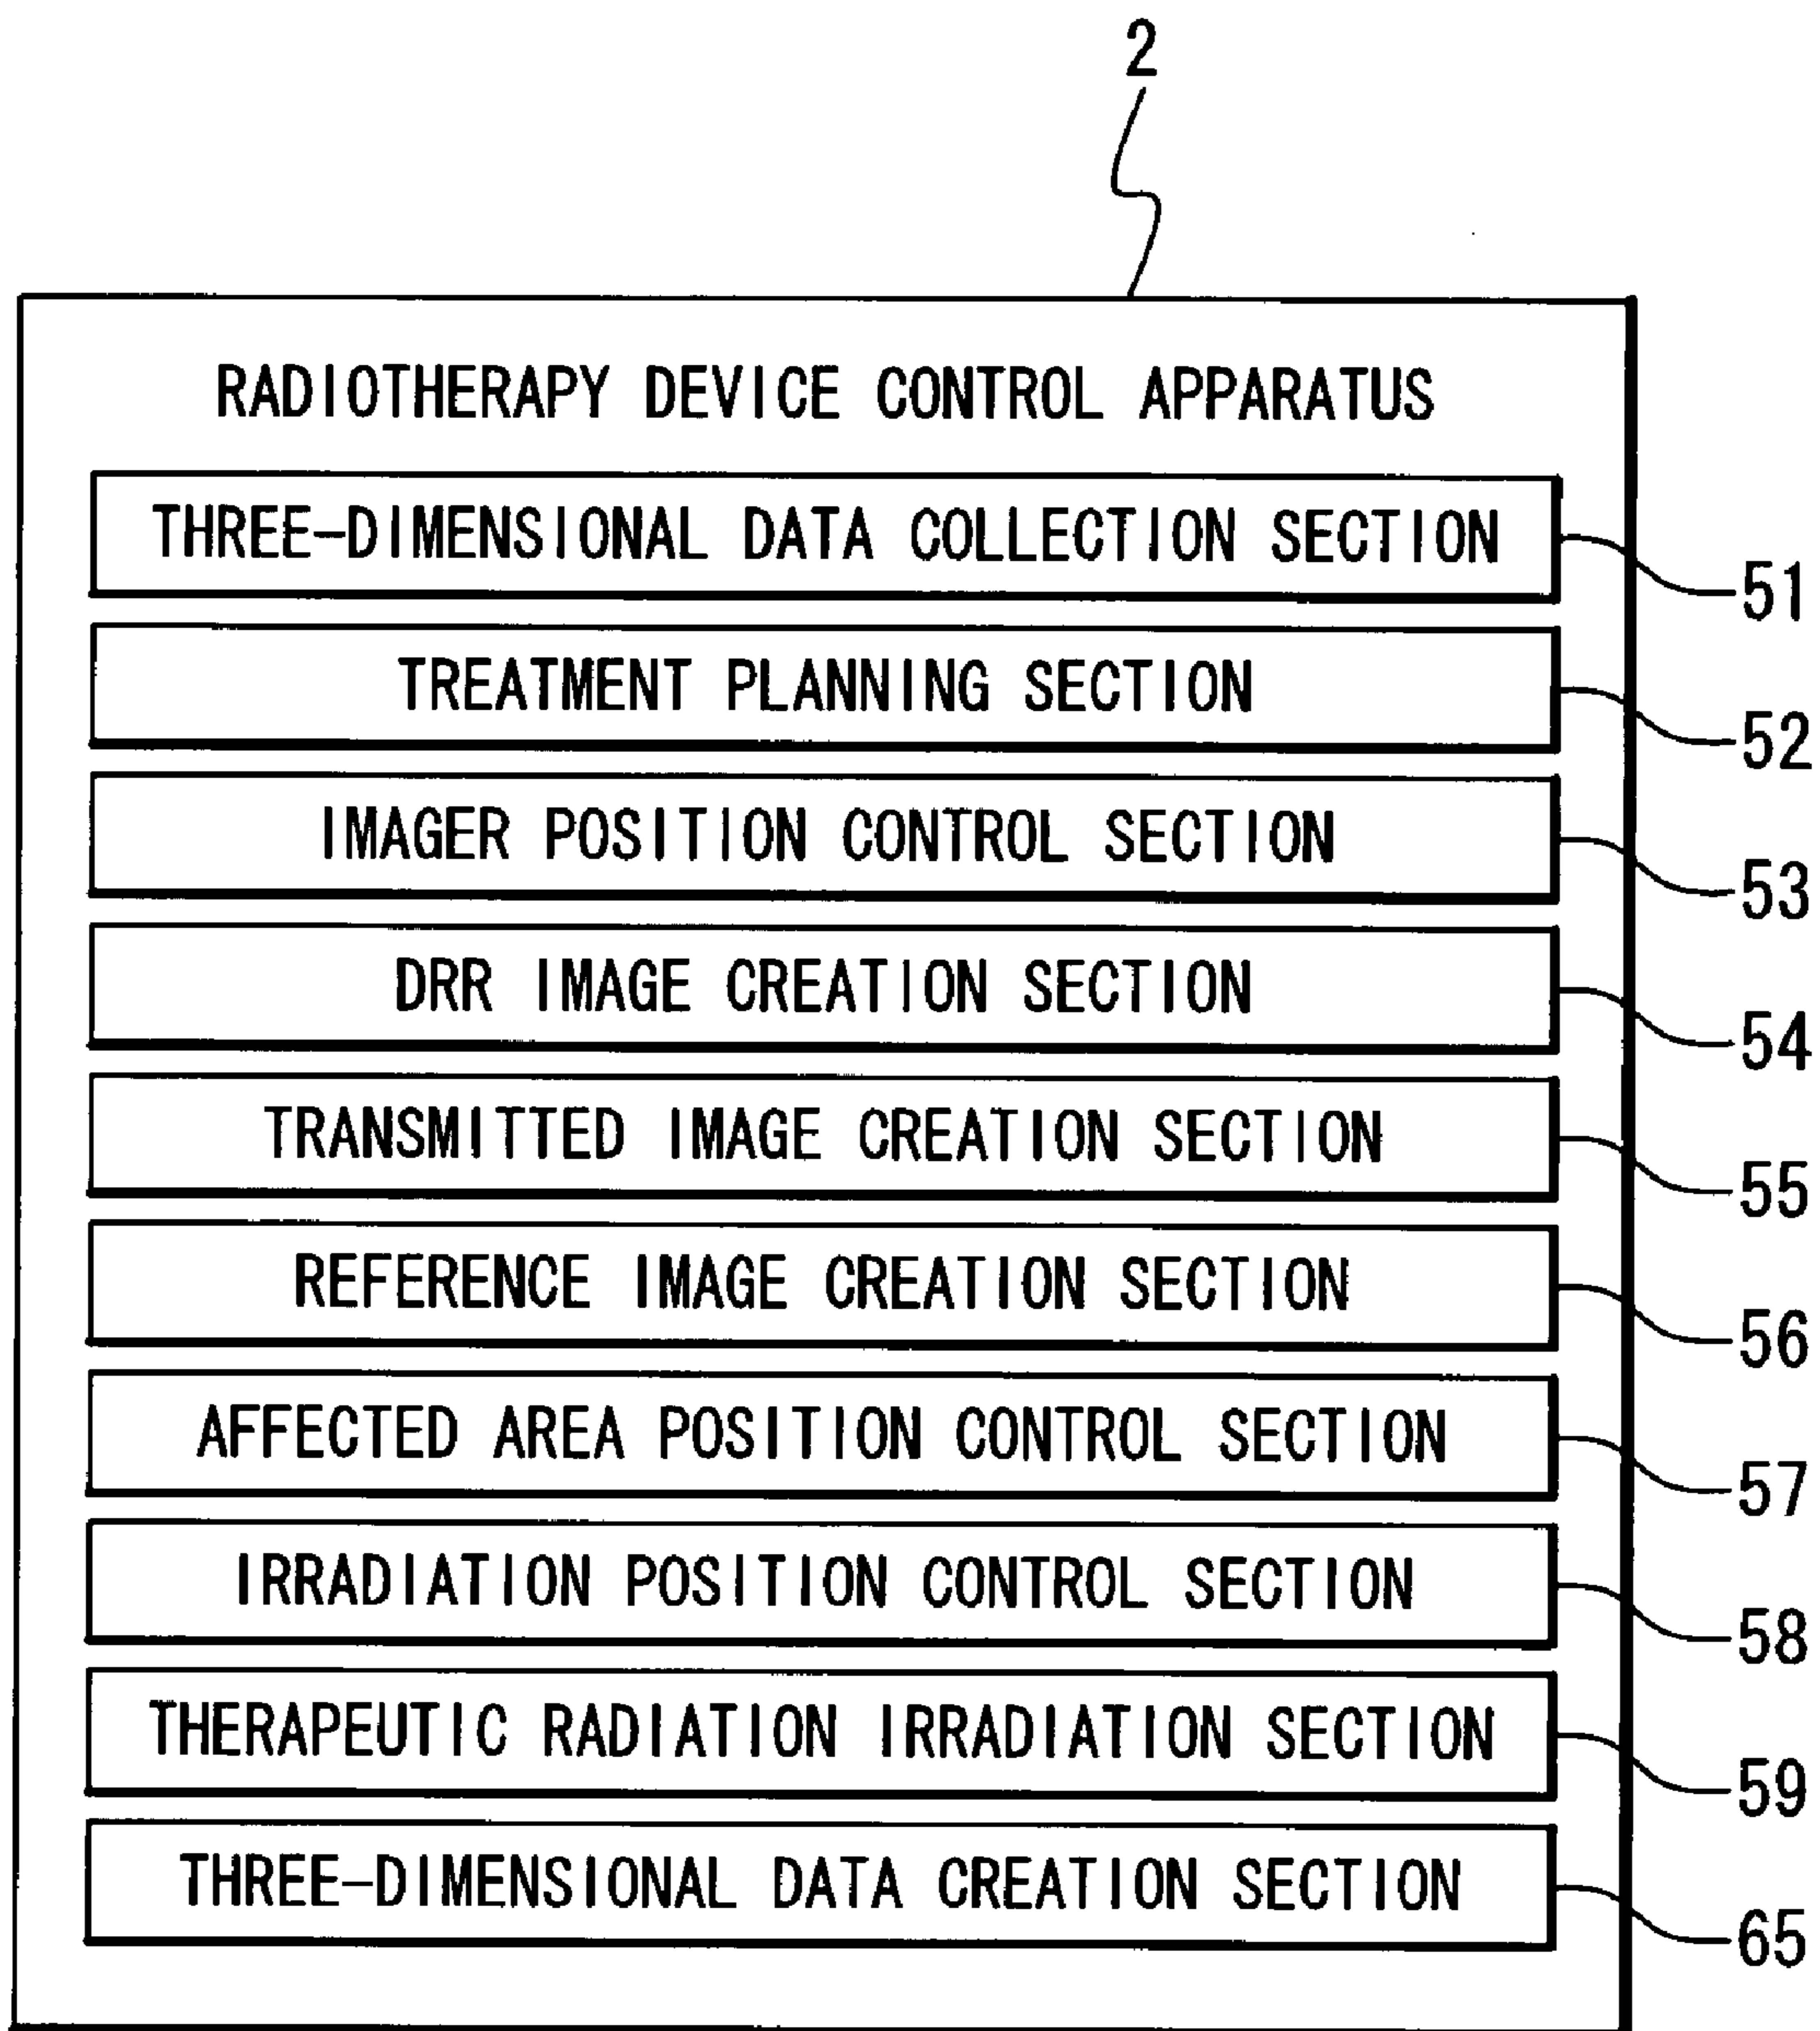 2
RADIOTHERAPY DEVICE CONTROL APPARATUS
THREE-DIMENSIONAL DATA COLLECTION SECTION
51
TREATMENT PLANNING SECTION
52
IMAGER POSITION CONTROL SECTION
53
DRR IMAGE CREATION SECTION
54
TRANSMITTED IMAGE CREATION SECTION
55
REFERENCE IMAGE CREATION SECTION
56
AFFECTED AREA POSITION CONTROL SECTION
57
IRRADIATION POSITION CONTROL SECTION
58
THERAPEUTIC RADIATION IRRADIATION SECTION
59
THREE-DIMENSIONAL DATA CREATION SECTION
65